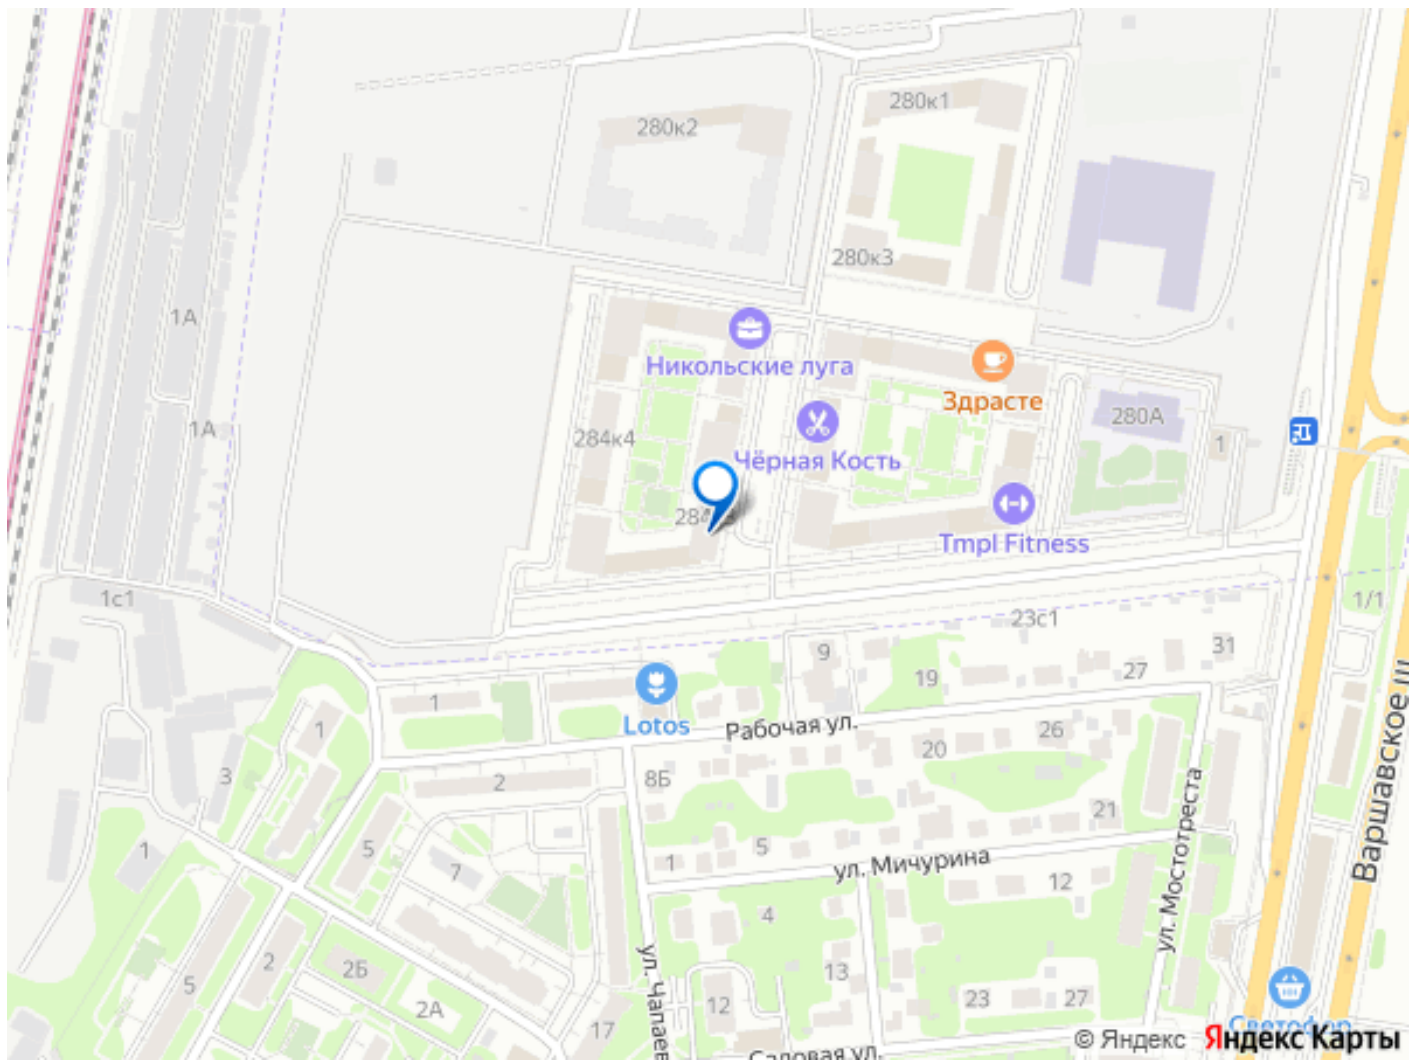 280к1
280к2
280к3
1А
Никольские луга
Здрасте
280А
1
284к4
1А
Чёрная Кость
Tmpl Fitness
1с1
1/1
23с1
9
31
27
19
1
Lotos
Рабочая ул.
1
26
20
3
2
8Б
21
5
1
7
5
1
ул. Мичурина
12
ул. Мостотреста
Варшавское ш
4
2
2Б
5
ул. Чапаев
13
12
23
27
2А
17
Светофор
Садовая ул.
© Яндекс
Яндекс Карты